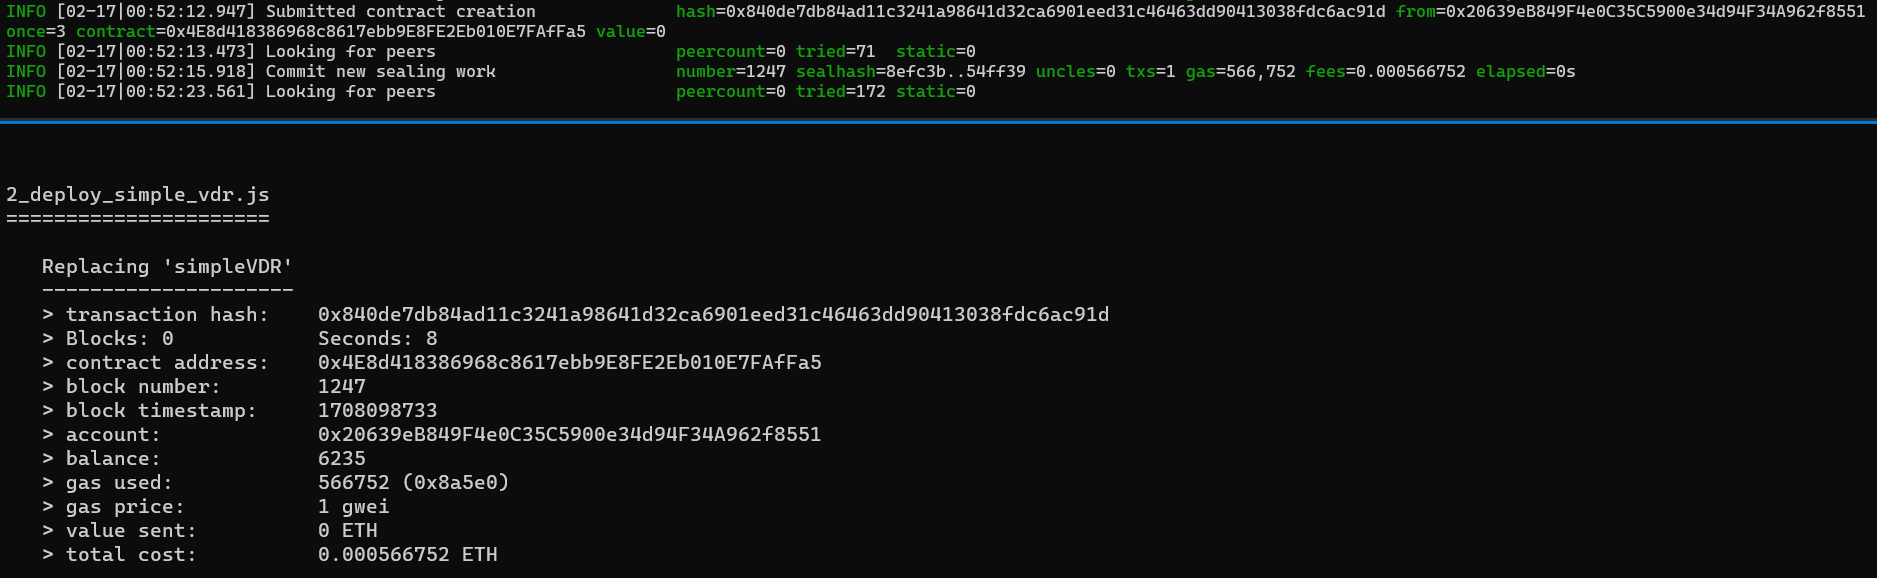 INFO [02-17|00:52:12.947] Submitted contract creation hash=0x840de7db84ad11c3241a98641d32ca6901eed31c46463dd90413038fdc6ac91d from=0x20639eB849F4e0C35C5900e34d94F34A962f8551
once=3 contract=0x4E8d418386968c8617ebb9E8FE2Eb010E7FAfFa5 value=0
INFO [02-17|00:52:13.473] Looking for peers peercount=0 tried=71 static=0
INFO [02-17|00:52:15.918] Commit new sealing work number=1247 sealhash=8efc3b..54ff39 uncles=0 txs=1 gas=566,752 fees=0.000566752 elapsed=0s
INFO [02-17|00:52:23.561] Looking for peers peercount=0 tried=172 static=0
2_deploy_simple_vdr.js
======================
Replacing 'simpleVDR'
---------------------
> transaction hash: 0x840de7db84ad11c3241a98641d32ca6901eed31c46463dd90413038fdc6ac91d
> Blocks: 0 Seconds: 8
> contract address: 0x4E8d418386968c8617ebb9E8FE2Eb010E7FAfFa5
> block number: 1247
> block timestamp: 1708098733
> account: 0x20639eB849F4e0C35C5900e34d94F34A962f8551
> balance: 6235
> gas used: 566752 (0x8a5e0)
> gas price: 1 gwei
> value sent: 0 ETH
> total cost: 0.000566752 ETH